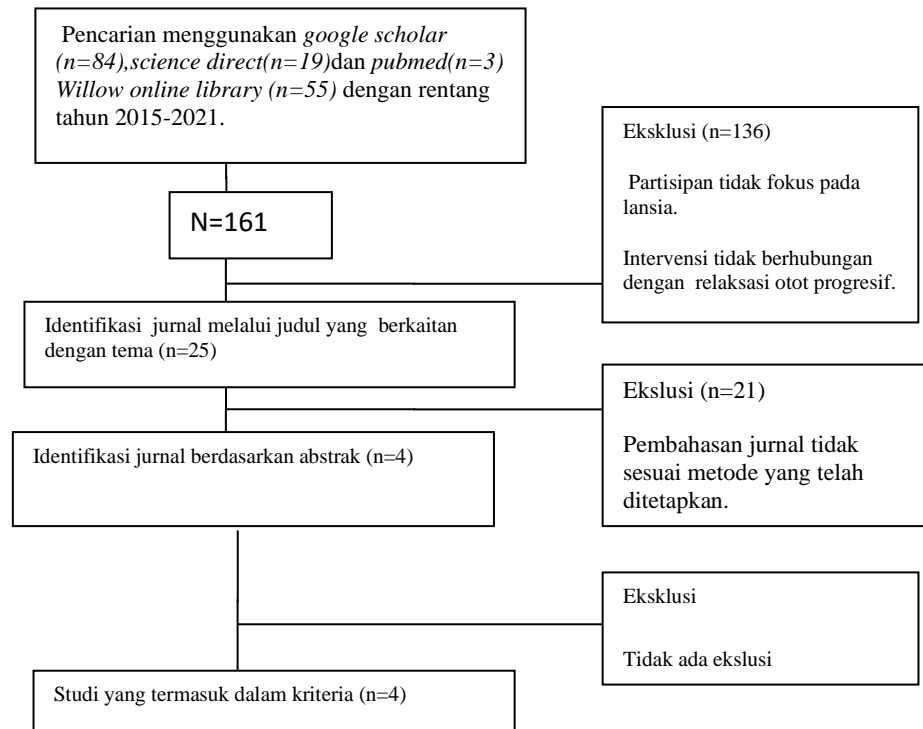 Pencarian menggunakan google scholar
(n=84),science direct(n=19)dan pubmed(n=3)
Willow online library (n=55) dengan rentang
tahun 2015-2021.
N=161
Eksklusi (n=136)
Partisipan tidak fokus pada
lansia.
Intervensi tidak berhubungan
dengan relaksasi otot progresif.
Identifikasi jurnal melalui judul yang berkaitan
dengan tema (n=25)
Ekslusi (n=21)
Pembahasan jurnal tidak
sesuai metode yang telah
ditetapkan.
Identifikasi jurnal berdasarkan abstrak (n=4)
Eksklusi
Tidak ada ekslusi
Studi yang termasuk dalam kriteria (n=4)